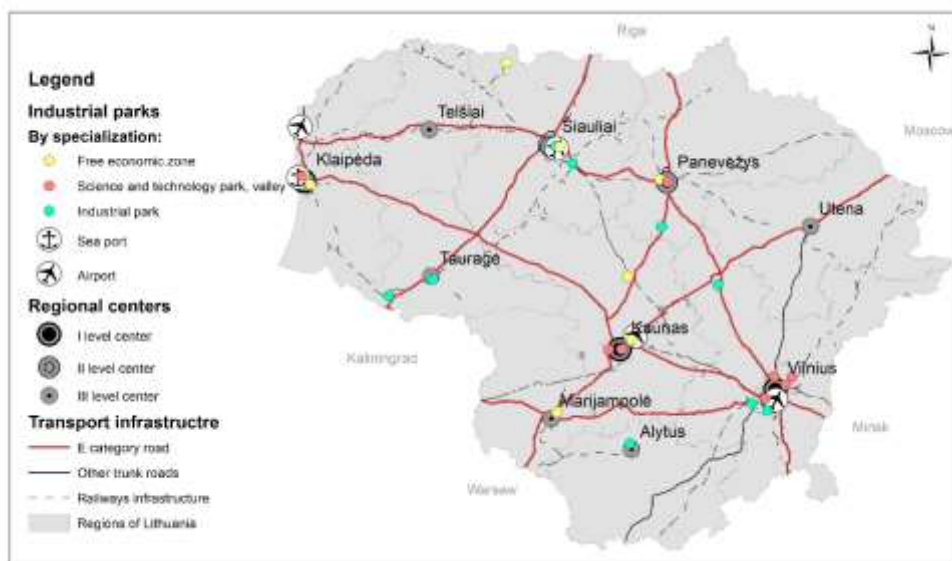 Legend
Industrial parks
By specialization:
Free economic zone
Science and technology park, valley
Industrial park
Sea port
Airport
Regional centers
I level center
II level center
III level center
Transport infrastructre
E category road
Other trunk roads
Railways infrastructure
Regions of Lithuania
Riga
N
Telšiai
Šiauliai
Moscow
Klaipėda
Panevėžys
Utena
Tauragė
Kaunas
Kaliningrad
Vilnius
Marijampolė
Minsk
Alytus
Warsaw